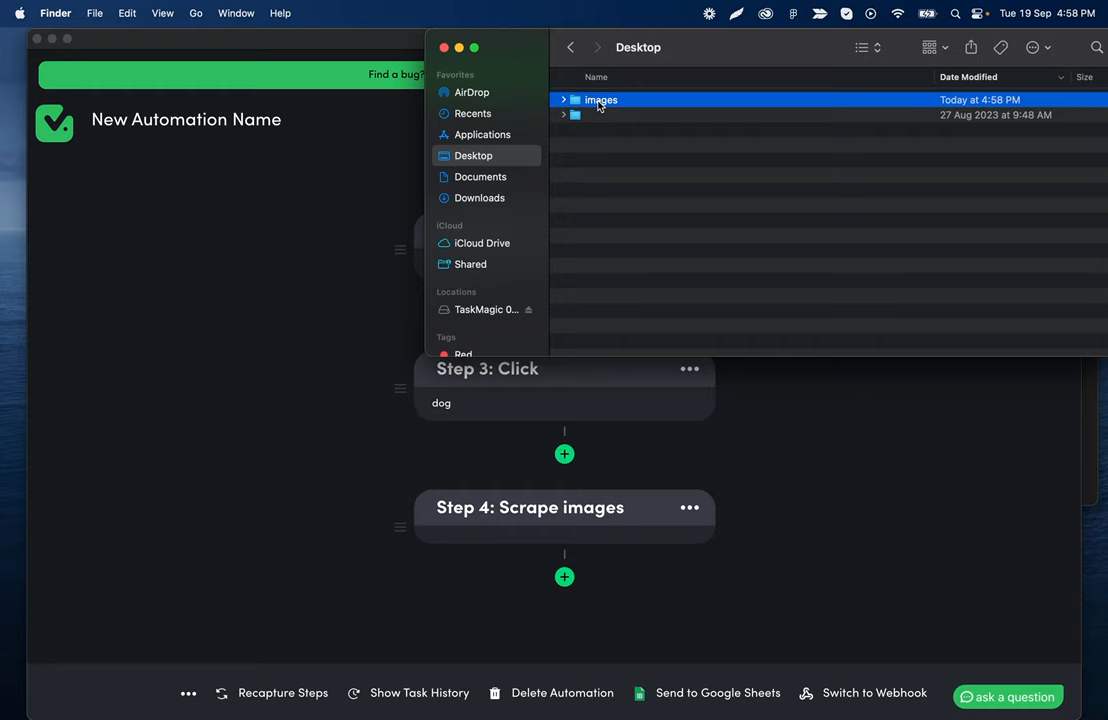 Finder File Edit View Go Window Help Tue 19 Sep 4:58 PM
Find a bug?
New Automation Name
Desktop
Favorites
AirDrop
Recents
Applications
Desktop
Documents
Downloads
iCloud
iCloud Drive
Shared
Locations
TaskMagic 0...
Tags
Red
Name Date Modified Size
images Today at 4:58 PM
27 Aug 2023 at 9:48 AM
Step 3: Click
dog
Step 4: Scrape images
Recapture Steps Show Task History Delete Automation Send to Google Sheets Switch to Webhook
ask a question